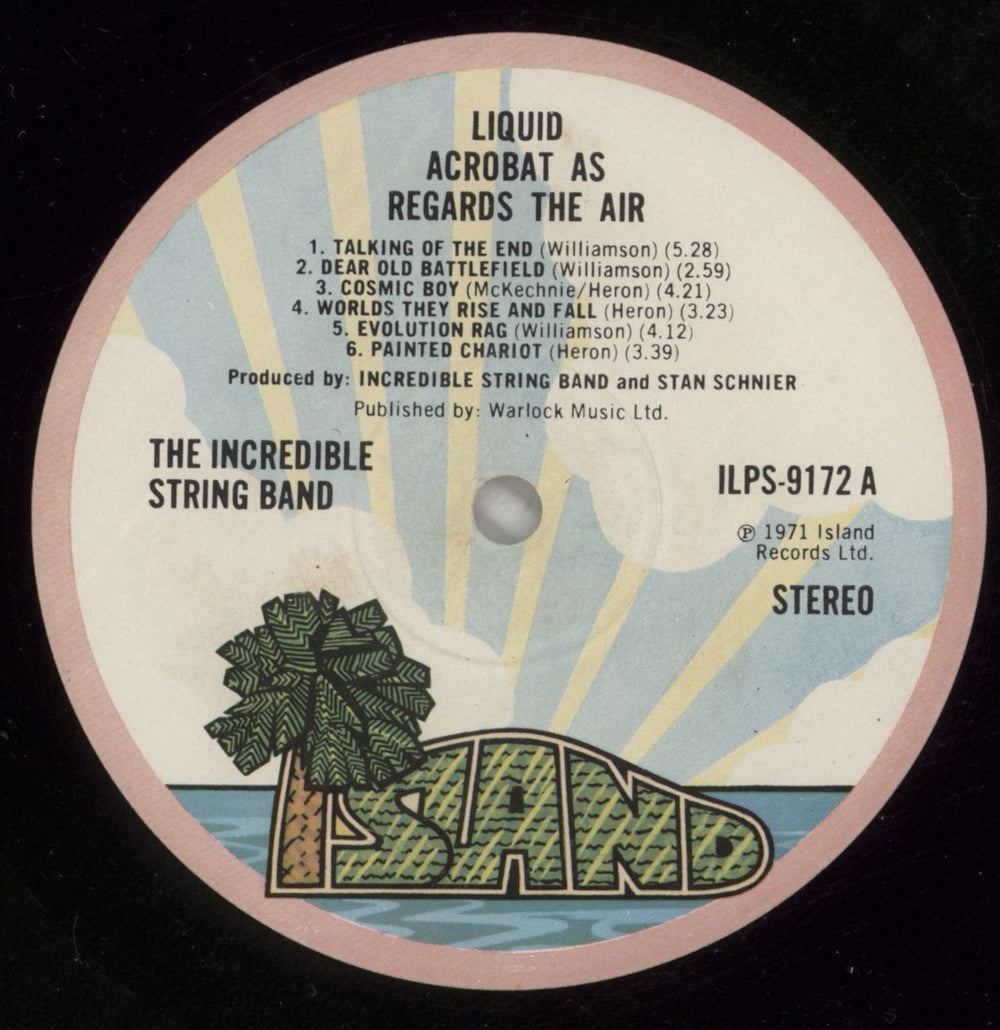 LIQUID
ACROBAT AS
REGARDS THE AIR
1. TALKING OF THE END (Williamson) (5.28)
2. DEAR OLD BATTLEFIELD (Williamson) (2.59)
3. COSMIC BOY (McKechnie/Heron) (4.21)
4. WORLDS THEY RISE AND FALL (Heron) (3.23)
5. EVOLUTION RAG (Williamson) (4.12)
6. PAINTED CHARIOT (Heron) (3.39)
Produced by: INCREDIBLE STRING BAND and STAN SCHNIER
Published by: Warlock Music Ltd.
THE INCREDIBLE
STRING BAND
ILPS-9172 A
℗ 1971 Island
Records Ltd.
STEREO
ISLAND